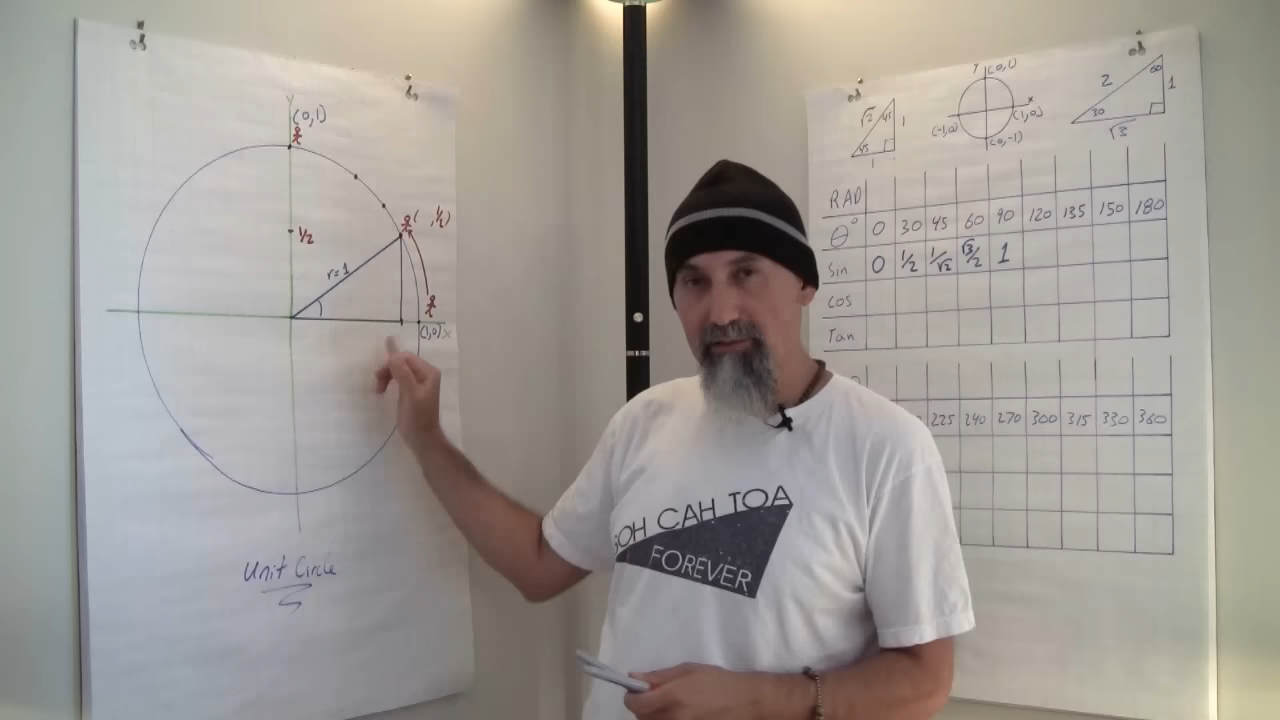 Y
(0,1)
1/2
( ,1/2)
r=1
(1,0)
X
Unit Circle
SOH CAH TOA
FOREVER
√2 45 1
45
1
Y (0,1)
X
(-1,0) (1,0)
(0,-1)
2 60 1
30
√3
RAD
θ° 0 30 45 60 90 120 135 150 180
Sin 0 1/2 1/√2 √3/2 1
Cos
Tan
225 240 270 300 315 330 360